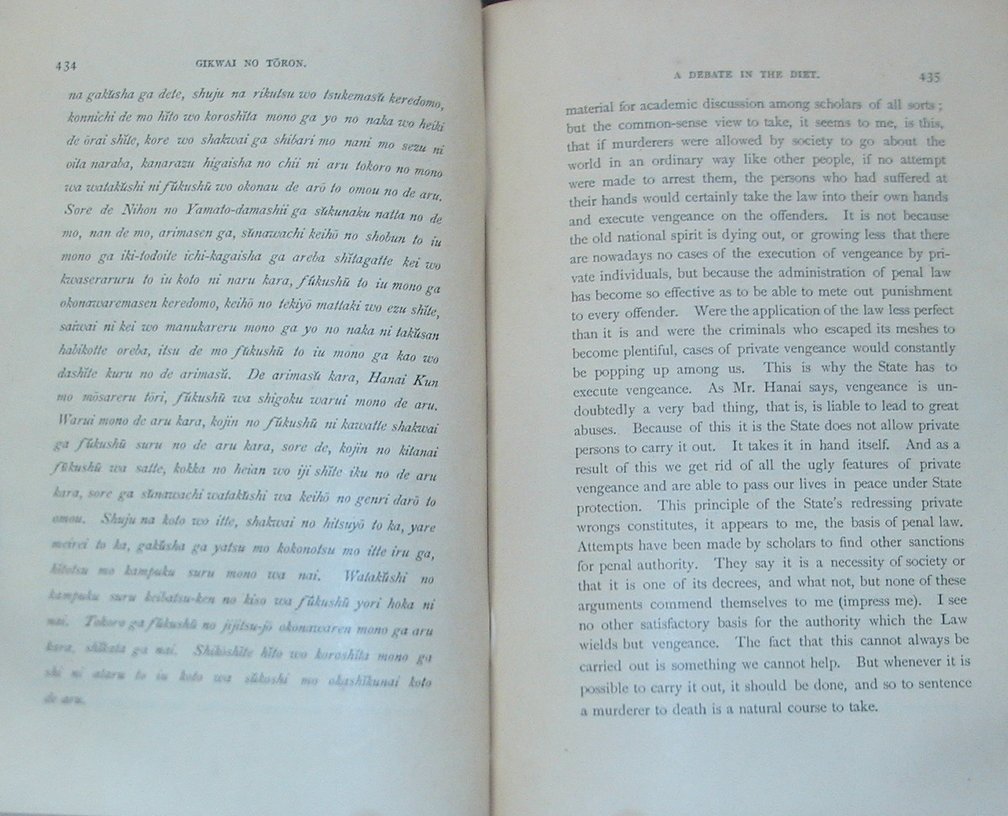 434 GIKWAI NO TŌRON.
na gakŭsha ga dete, shuju na rikutsu wo tsukemasŭ keredomo,
konnichi de mo hĭto wo koroshĭta mono ga yo no naka wo heiki
de ōrai shĭte, kore wo shakwai ga shibari mo nani mo sezu ni
oĭta naraba, kanarazu higaisha no chii ni aru tokoro no mono
wa watakŭshi ni fŭkushū wo okonau de arō to omou no de aru.
Sore de Nihon no Yamato-damashii ga sŭkunaku natta no de
mo, nan de mo, arimasen ga, sŭnawachi keihō no shobun to iu
mono ga iki-todoite ichi-kagaisha ga areba shĭtagatte kei wo
kwaseraruru to iu koto ni naru kara, fŭkushū to iu mono ga
okonawaremasen keredomo, keihō no tekiyō mattaki wo ezu shĭte,
saiwai ni kei wo manukareru mono ga yo no naka ni takŭsan
habikotte oreba, itsu de mo fŭkushū to iu mono ga kao wo
dashĭte kuru no de arimasŭ. De arimasŭ kara, Hanai Kun
mo mōsareru tōri, fŭkushū wa shigoku warui mono de aru.
Warui mono de aru kara, kojin no fŭkushū ni kawatte shakwai
ga fŭkushū suru no de aru kara, sore de, kojin no kitanai
fŭkushū wa satte, kokka no heian wo iji shĭte iku no de aru
kara, sore ga sŭnawachi watakŭshi wa keihō no genri darō to
omou. Shuju na koto wo itte, shakwai no hitsuyō to ka, yare
meirei to ka, gakŭsha ga yatsu mo kokonotsu mo itte iru ga,
hĭtotsu mo kampuku suru mono wa nai. Watakŭshi no
kampuku suru keibatsu-ken no kiso wa fŭkushū yori hoka ni
nai. Tokoro ga fŭkushū no jijitsu-jō okonawaren mono ga aru
kara, shĭkata ga nai. Shĭkashĭte hĭto wo koroshĭta mono ga
shi ni ataru to iu koto wa sŭkoshi mo okashĭkunai koto
de aru.
A DEBATE IN THE DIET. 435
material for academic discussion among scholars of all sorts;
but the common-sense view to take, it seems to me, is this,
that if murderers were allowed by society to go about the
world in an ordinary way like other people, if no attempt
were made to arrest them, the persons who had suffered at
their hands would certainly take the law into their own hands
and execute vengeance on the offenders. It is not because
the old national spirit is dying out, or growing less that there
are nowadays no cases of the execution of vengeance by pri-
vate individuals, but because the administration of penal law
has become so effective as to be able to mete out punishment
to every offender. Were the application of the law less perfect
than it is and were the criminals who escaped its meshes to
become plentiful, cases of private vengeance would constantly
be popping up among us. This is why the State has to
execute vengeance. As Mr. Hanai says, vengeance is un-
doubtedly a very bad thing, that is, is liable to lead to great
abuses. Because of this it is the State does not allow private
persons to carry it out. It takes it in hand itself. And as a
result of this we get rid of all the ugly features of private
vengeance and are able to pass our lives in peace under State
protection. This principle of the State's redressing private
wrongs constitutes, it appears to me, the basis of penal law.
Attempts have been made by scholars to find other sanctions
for penal authority. They say it is a necessity of society or
that it is one of its decrees, and what not, but none of these
arguments commend themselves to me (impress me). I see
no other satisfactory basis for the authority which the Law
wields but vengeance. The fact that this cannot always be
carried out is something we cannot help. But whenever it is
possible to carry it out, it should be done, and so to sentence
a murderer to death is a natural course to take.